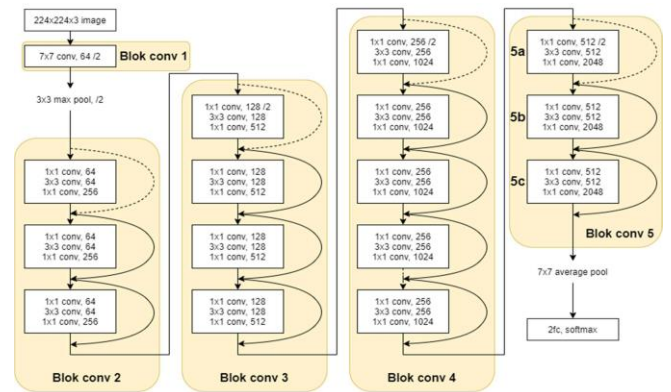 224x224x3 image
7x7 conv, 64 /2
Blok conv 1
3x3 max pool, /2
1x1 conv, 64
3x3 conv, 64
1x1 conv, 256
1x1 conv, 64
3x3 conv, 64
1x1 conv, 256
1x1 conv, 64
3x3 conv, 64
1x1 conv, 256
Blok conv 2
1x1 conv, 128 /2
3x3 conv, 128
1x1 conv, 512
1x1 conv, 128
3x3 conv, 128
1x1 conv, 512
1x1 conv, 128
3x3 conv, 128
1x1 conv, 512
1x1 conv, 128
3x3 conv, 128
1x1 conv, 512
Blok conv 3
1x1 conv, 256 /2
3x3 conv, 256
1x1 conv, 1024
1x1 conv, 256
3x3 conv, 256
1x1 conv, 1024
1x1 conv, 256
3x3 conv, 256
1x1 conv, 1024
1x1 conv, 256
3x3 conv, 256
1x1 conv, 1024
1x1 conv, 256
3x3 conv, 256
1x1 conv, 1024
Blok conv 4
5a
1x1 conv, 512 /2
3x3 conv, 512
1x1 conv, 2048
5b
1x1 conv, 512
3x3 conv, 512
1x1 conv, 2048
5c
1x1 conv, 512
3x3 conv, 512
1x1 conv, 2048
Blok conv 5
7x7 average pool
2fc, softmax